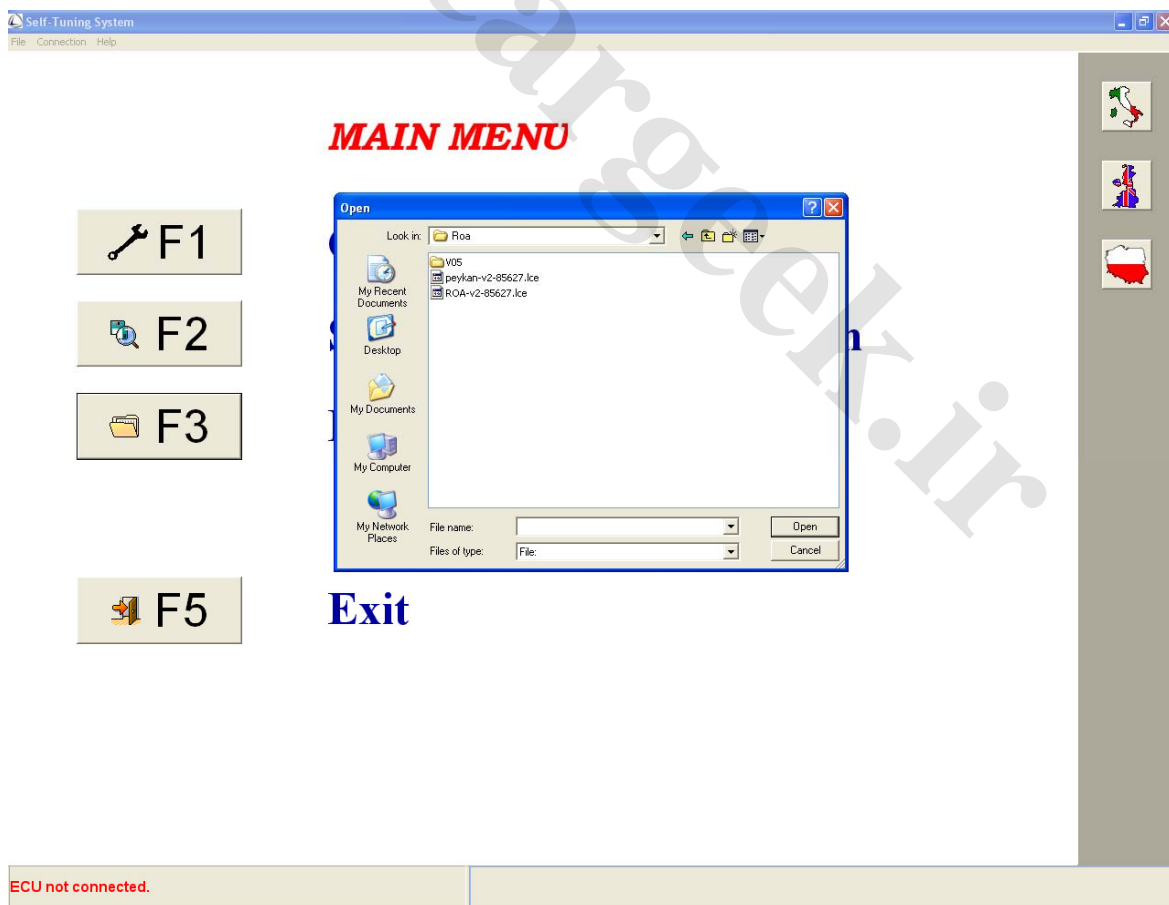 Self-Tuning System
File Connection Help
MAIN MENU
Open
Look in: Roa
F1
V05
peykan-v2-85627.lce
ROA-v2-85627.lce
My Recent
Documents
F2
Desktop
My Documents
F3
My Computer
My Network
Places
File name: Open
Files of type: File: Cancel
F5 Exit
ECU not connected.
cargeek.ir